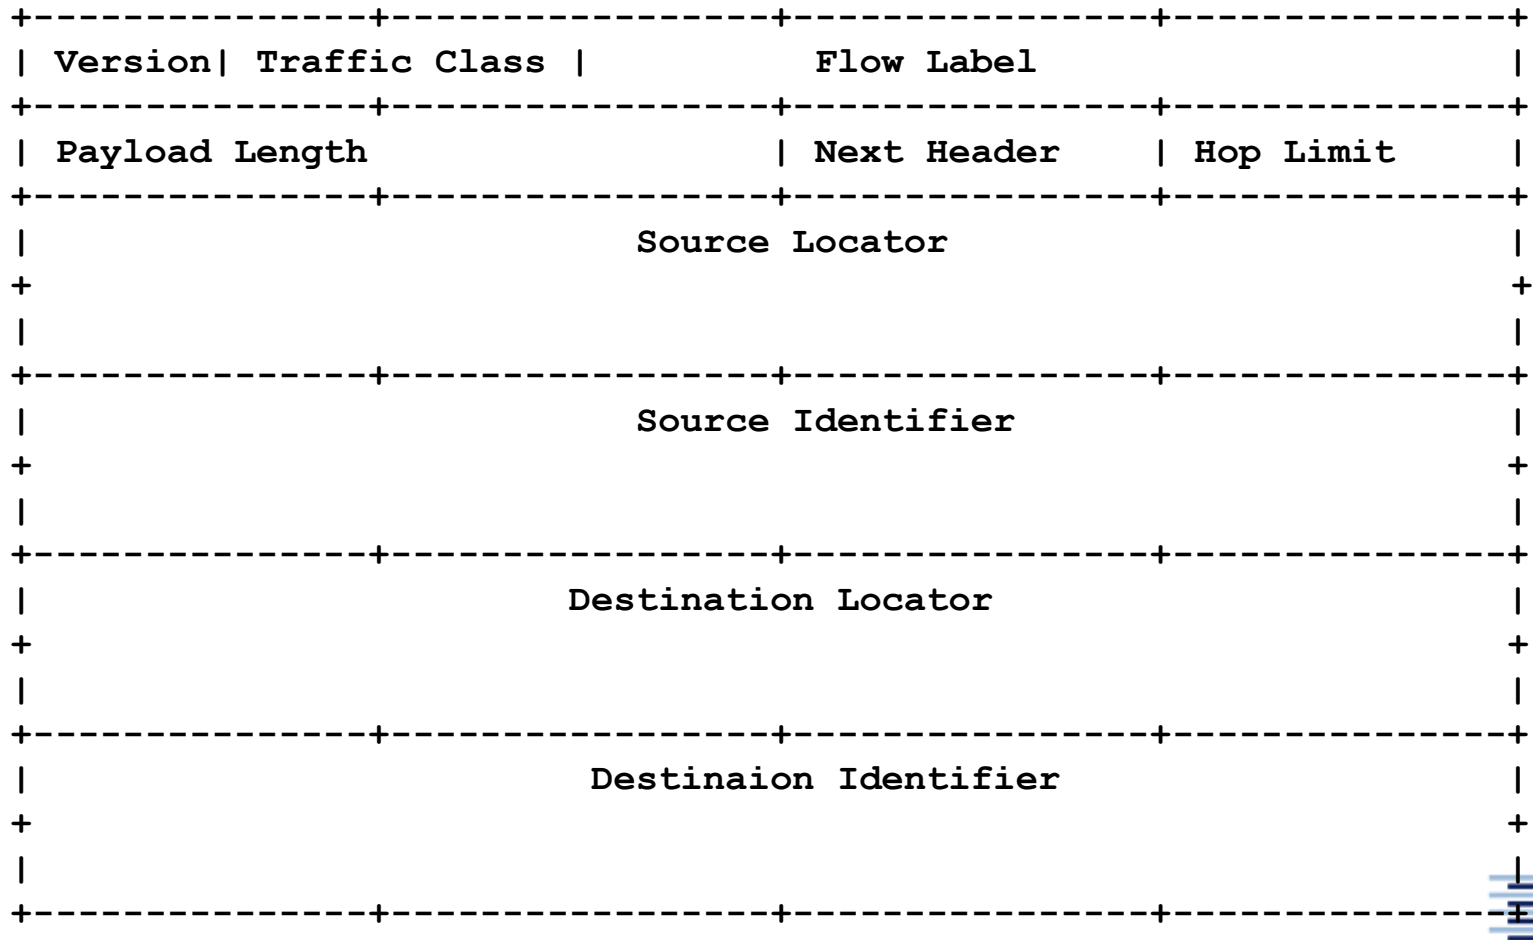 +---------------+-----------------+----------------+---------------+
| Version| Traffic Class | Flow Label |
+---------------+-----------------+----------------+---------------+
| Payload Length | Next Header | Hop Limit |
+---------------+-----------------+----------------+---------------+
| Source Locator |
+ +
| |
+---------------+-----------------+----------------+---------------+
| Source Identifier |
+ +
| |
+---------------+-----------------+----------------+---------------+
| Destination Locator |
+ +
| |
+---------------+-----------------+----------------+---------------+
| Destinaion Identifier |
+ +
| |
+---------------+-----------------+----------------+---------------+